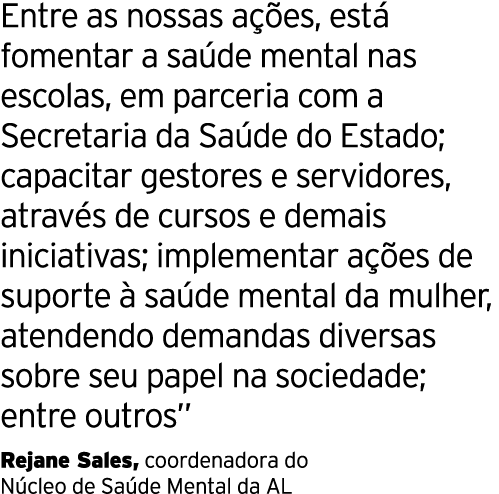 Entre as nossas ações, está
fomentar a saúde mental nas
escolas, em parceria com a
Secretaria da Saúde do Estado;
capacitar gestores e servidores,
através de cursos e demais
iniciativas; implementar ações de
suporte à saúde mental da mulher,
atendendo demandas diversas
sobre seu papel na sociedade;
entre outros”
Rejane Sales, coordenadora do
Núcleo de Saúde Mental da AL